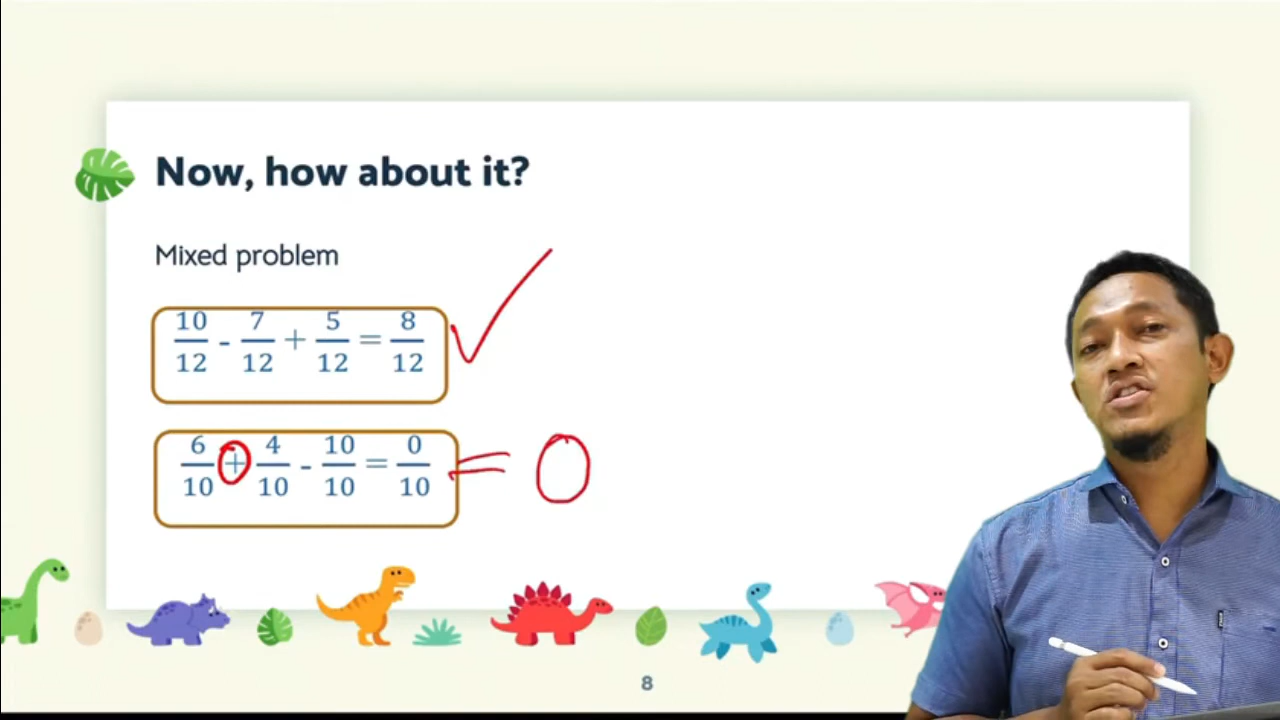 Now, how about it?
Mixed problem
10/12 - 7/12 + 5/12 = 8/12
6/10 + 4/10 - 10/10 = 0/10 = 0
8